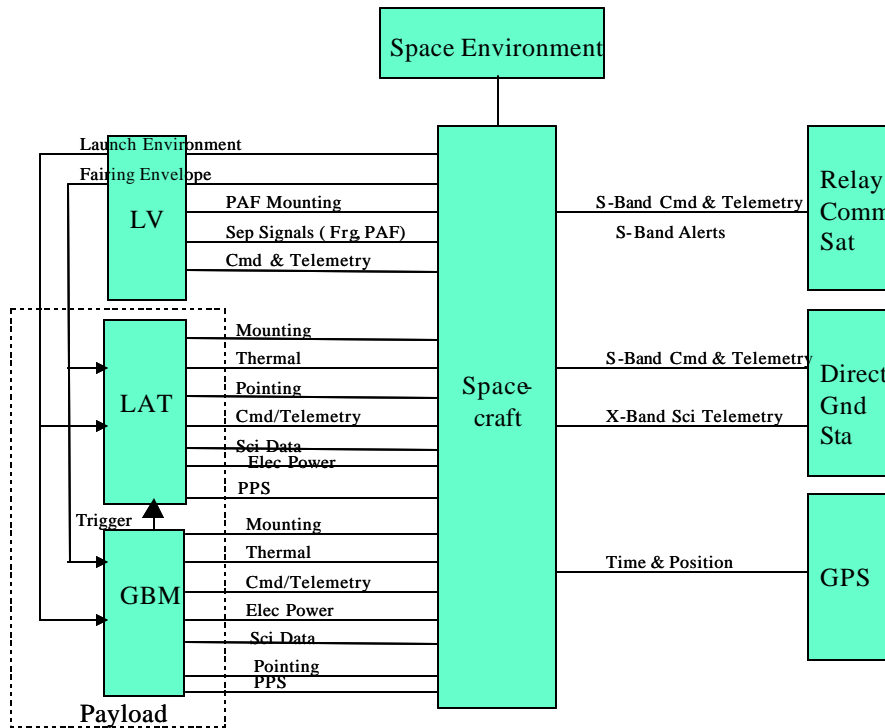 Space Environment
Launch Environment
Fairing Envelope
LV
PAF Mounting
Sep Signals ( Frg, PAF)
Cmd & Telemetry
S-Band Cmd & Telemetry
S-Band Alerts
Relay
Comm
Sat
Mounting
Thermal
LAT
Pointing
Cmd/Telemetry
Sci Data
Elec Power
PPS
Space-
craft
S-Band Cmd & Telemetry
X-Band Sci Telemetry
Direct
Gnd
Sta
Trigger
Mounting
Thermal
GBM
Cmd/Telemetry
Elec Power
Sci Data
Pointing
PPS
Time & Position
GPS
Payload